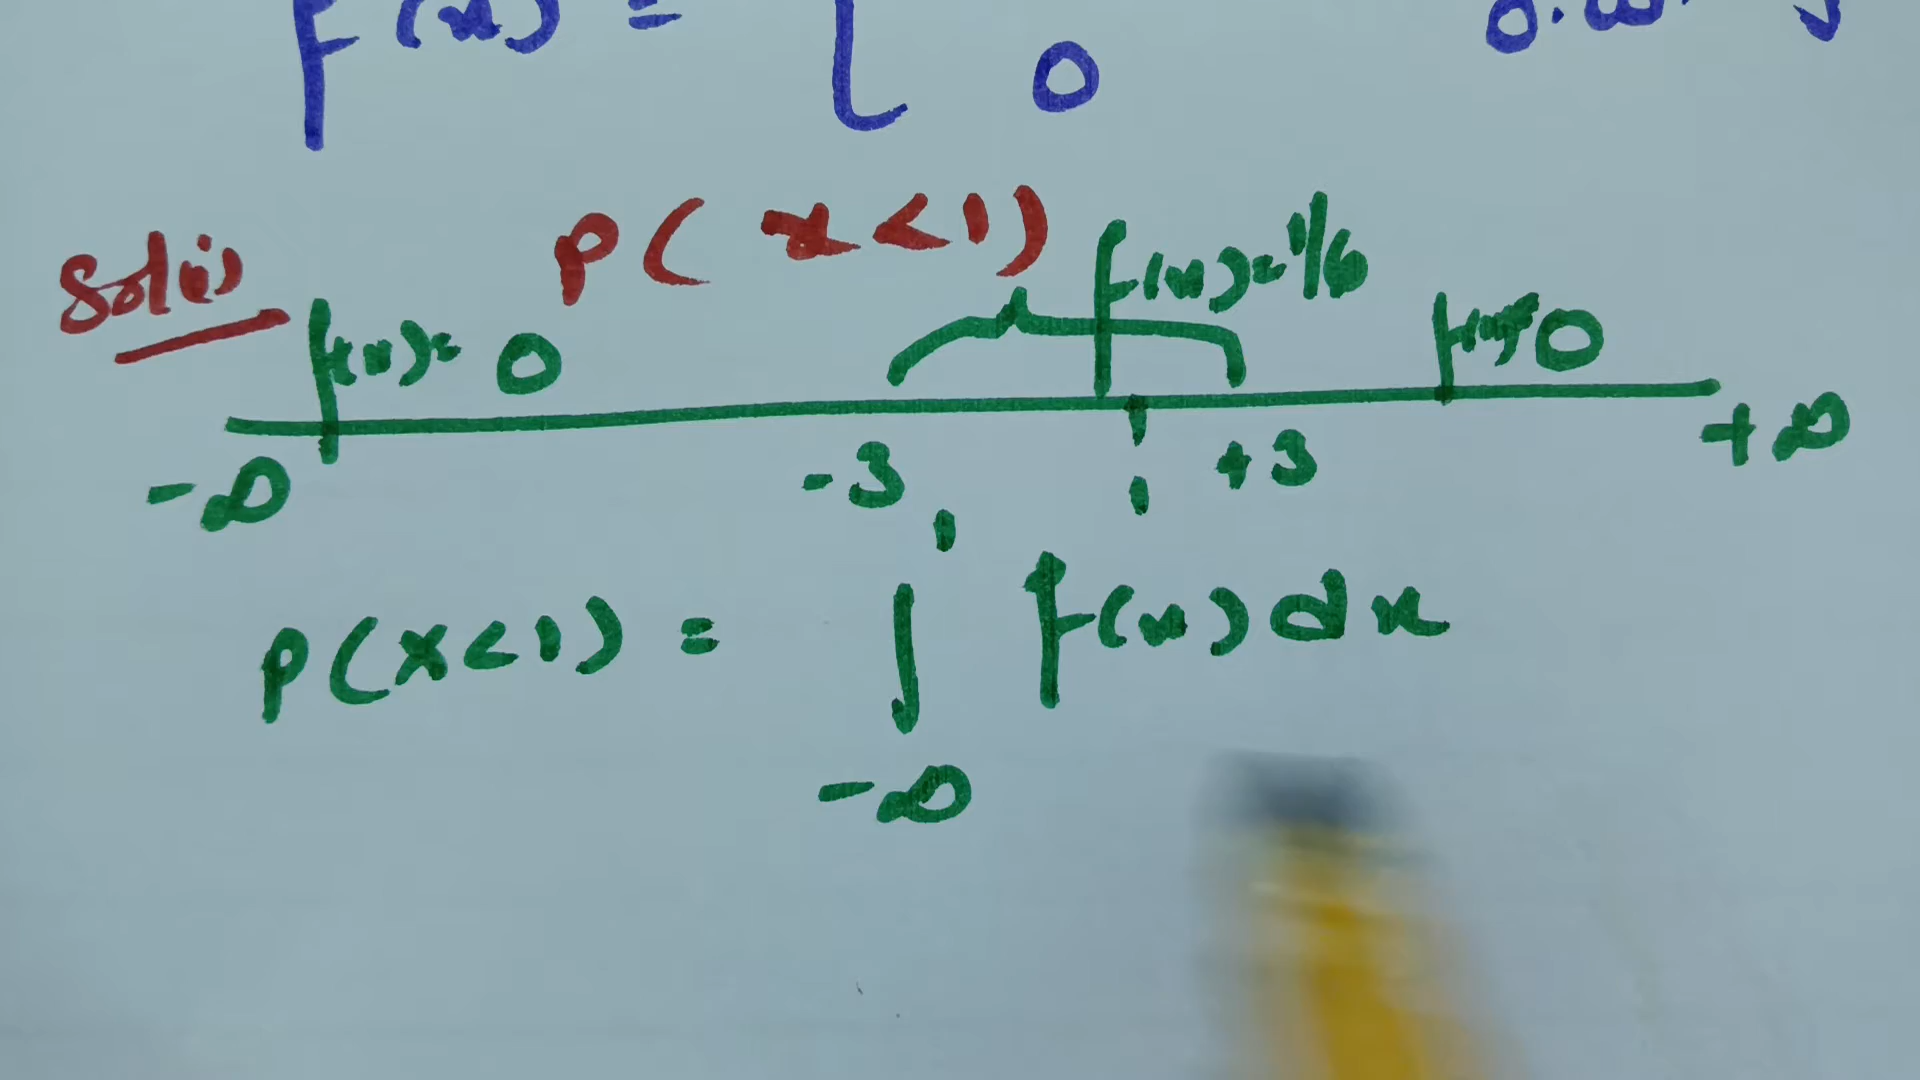 f(x) = { 0 o.w.
Sol (i) P( x<1)
f(x)= 0 f(x)=1/6 f(x)=0
-∞ -3 1 +3 +∞
P(x<1) = ∫ -∞ 1 f(x) dx